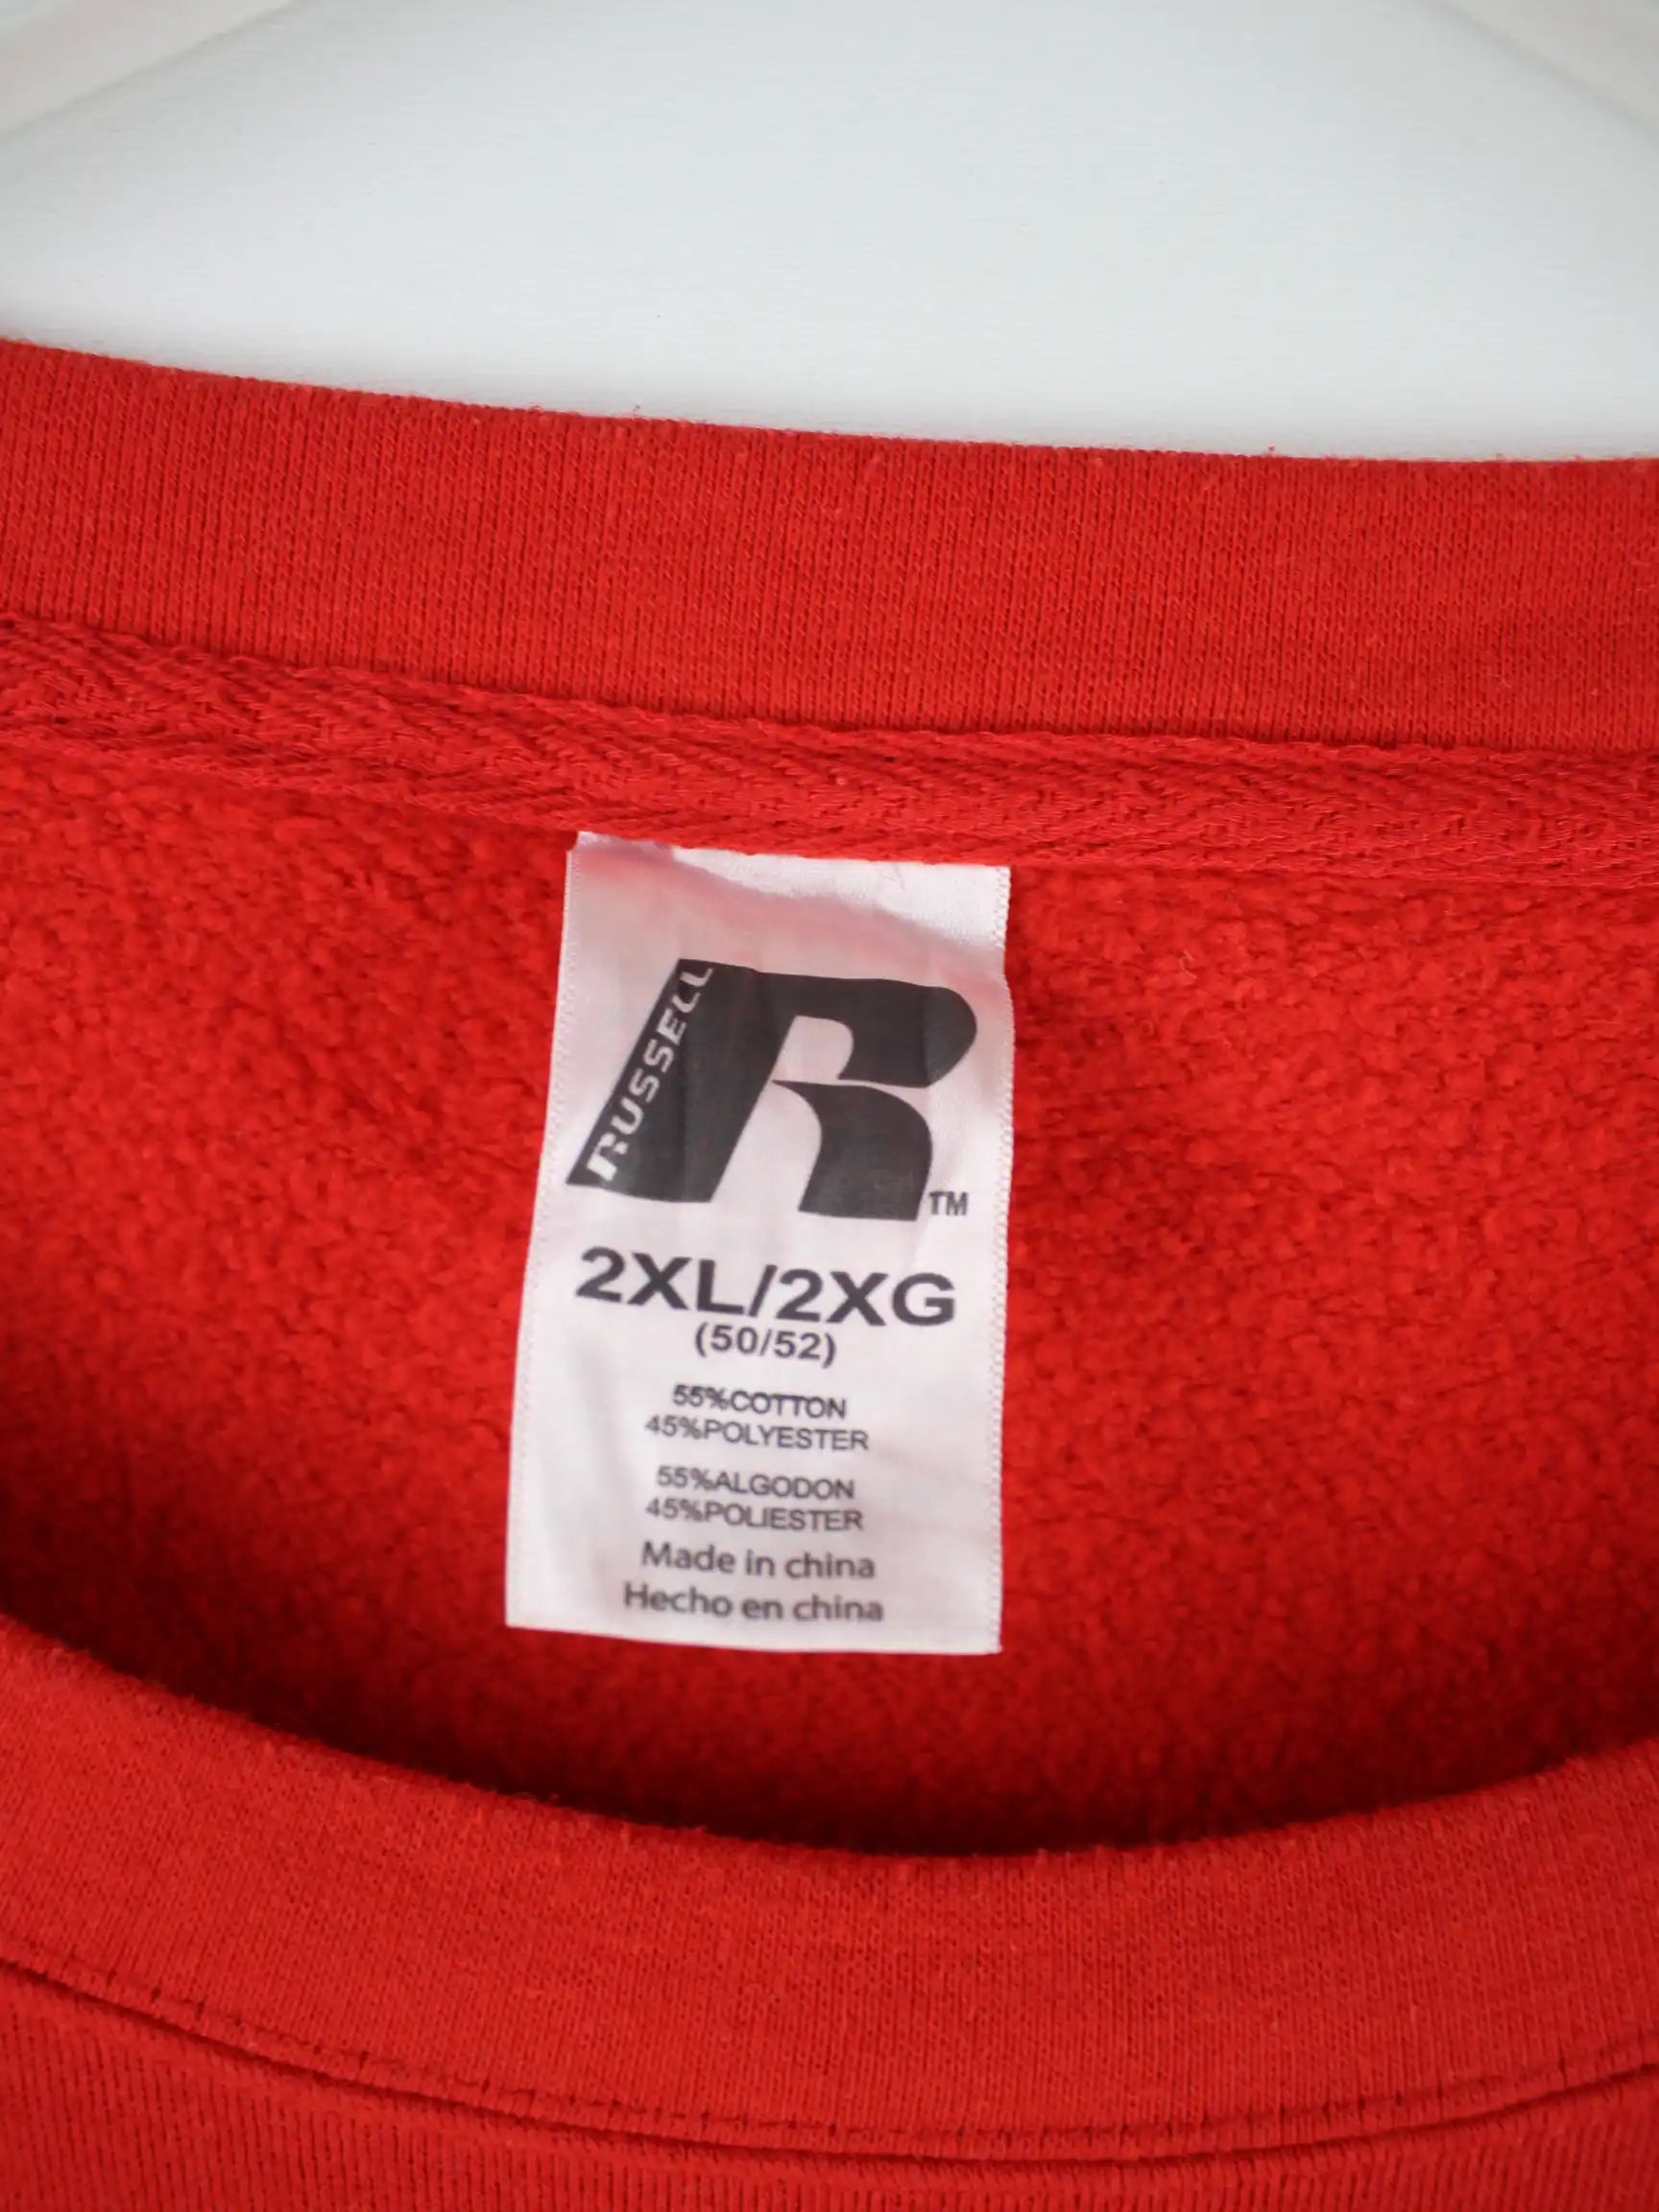 RUSSELL
R
TM
2XL/2XG
(50/52)
55%COTTON
45%POLYESTER
55%ALGODON
45%POLIESTER
Made in china
Hecho en china